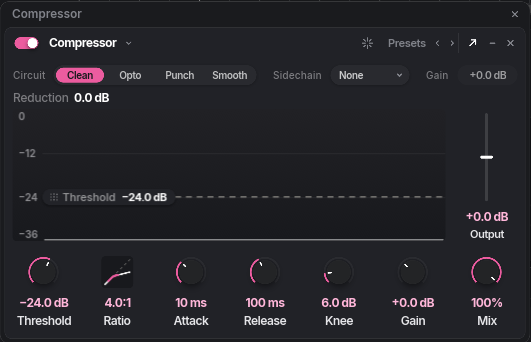 Compressor
Compressor Presets
Circuit Clean Opto Punch Smooth Sidechain None Gain +0.0 dB
Reduction 0.0 dB
0
−12
−24 Threshold −24.0 dB
−36
+0.0 dB
Output
−24.0 dB 4.0:1 10 ms 100 ms 6.0 dB +0.0 dB 100%
Threshold Ratio Attack Release Knee Gain Mix